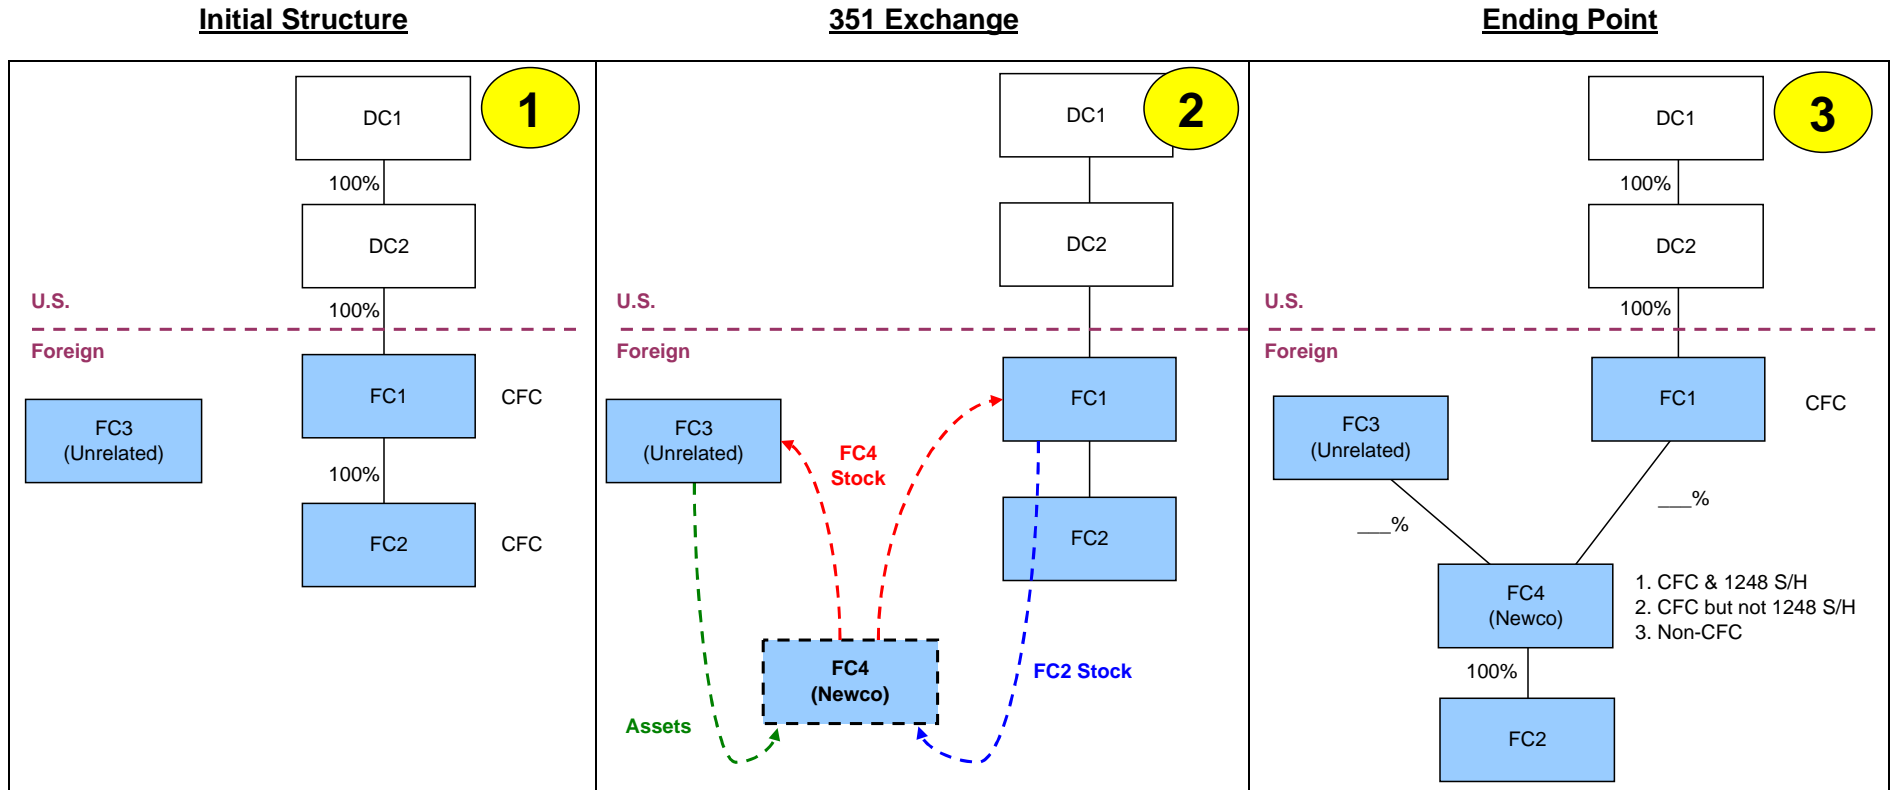 Initial Structure
351 Exchange
Ending Point
DC1
1
100%
DC2
U.S.
100%
Foreign
FC1
CFC
FC3
(Unrelated)
100%
FC2
CFC
DC1
2
DC2
U.S.
Foreign
FC1
FC3
(Unrelated)
FC4
Stock
FC2
FC4
(Newco)
FC2 Stock
Assets
DC1
3
100%
DC2
U.S.
100%
Foreign
FC1
CFC
FC3
(Unrelated)
___%
___%
FC4
(Newco)
1. CFC & 1248 S/H
2. CFC but not 1248 S/H
3. Non-CFC
100%
FC2